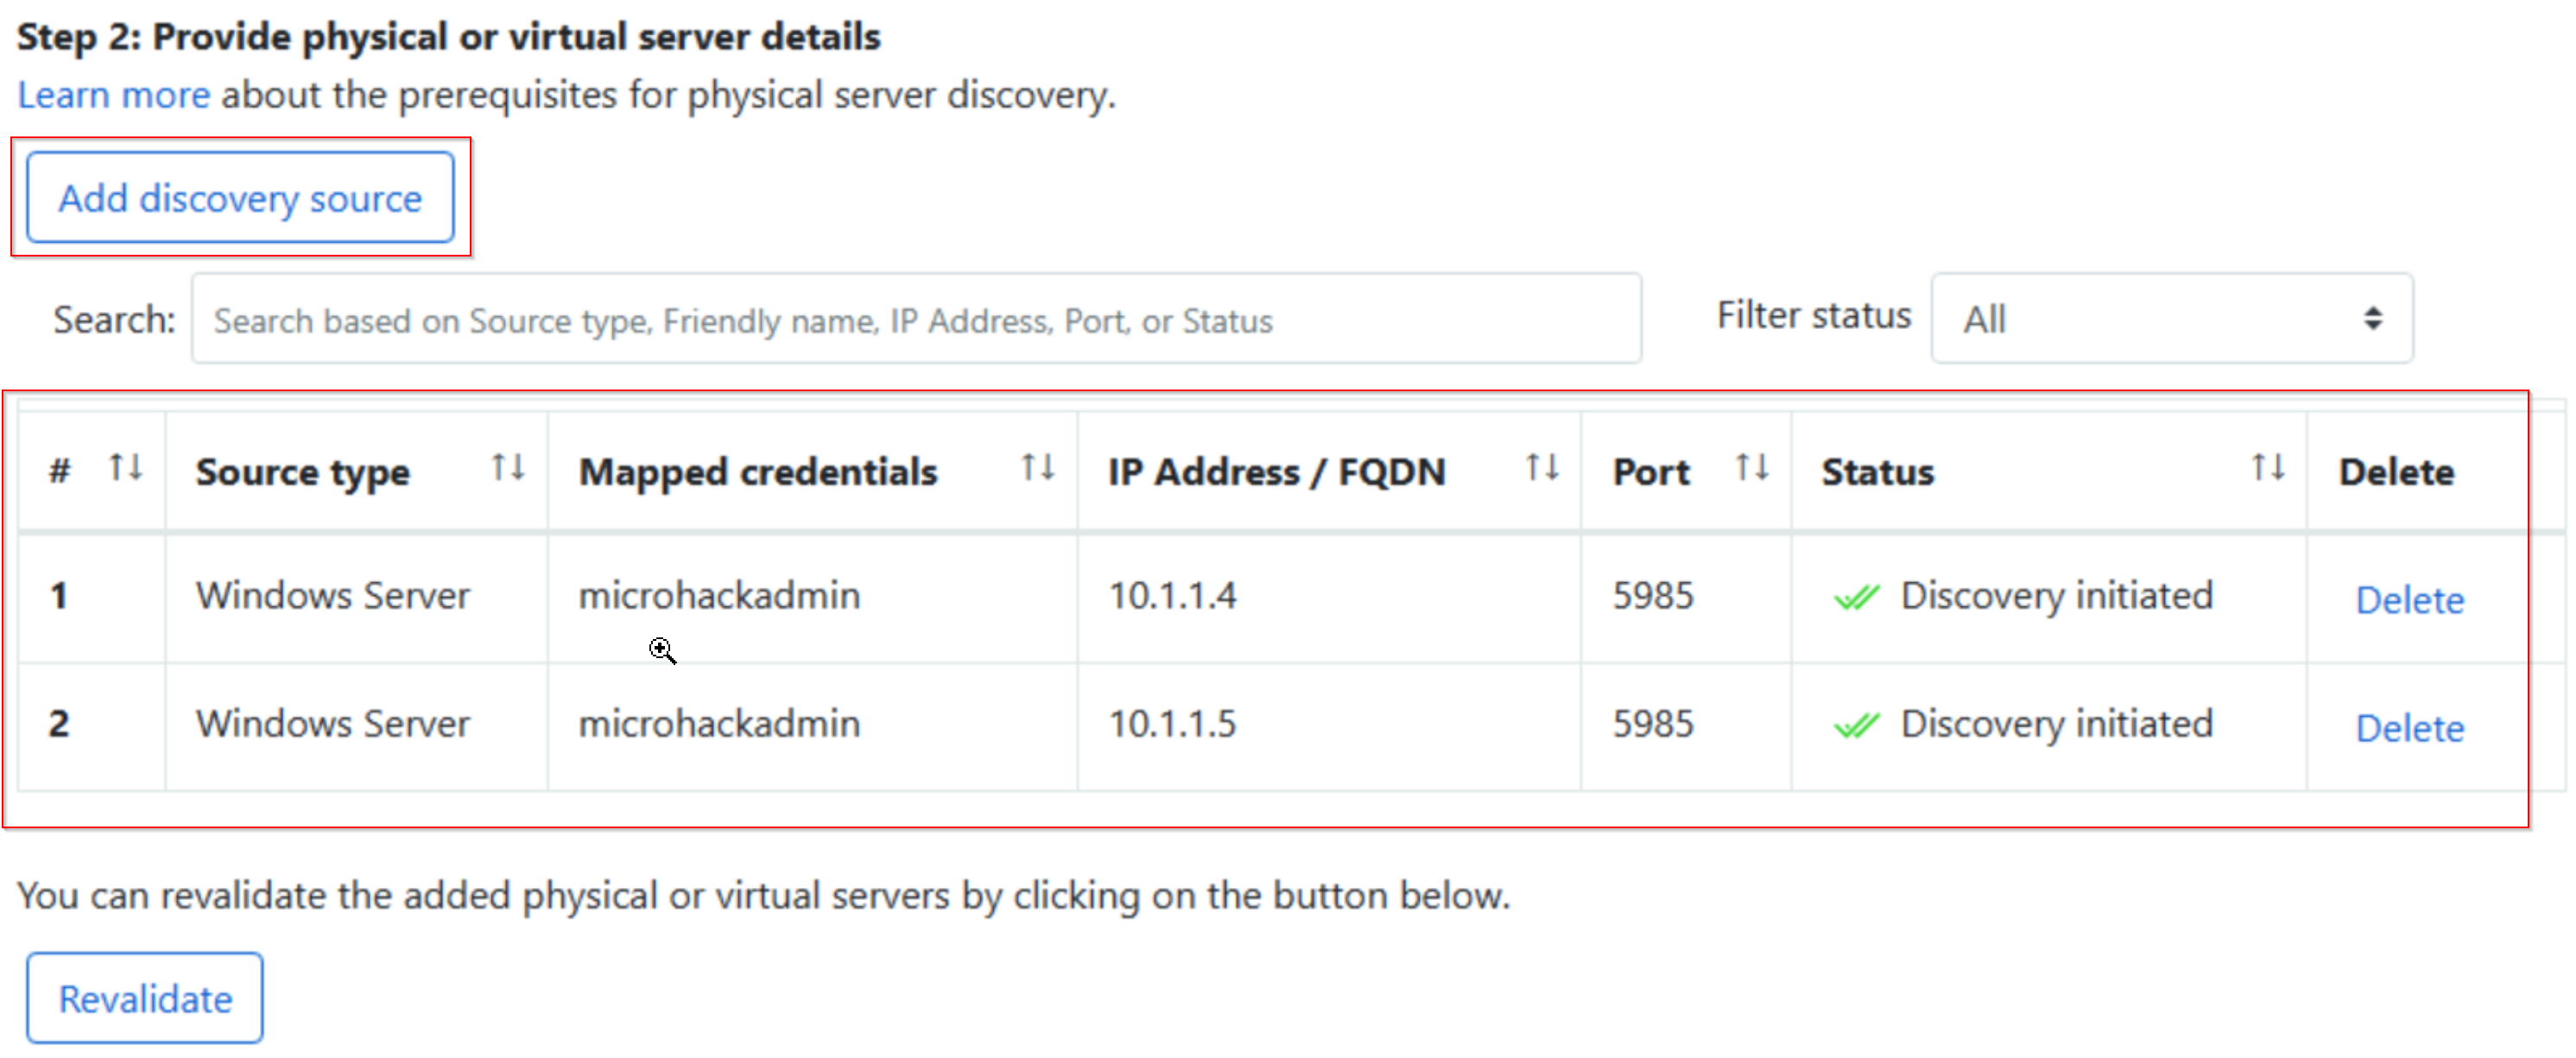 Step 2: Provide physical or virtual server details
Learn more about the prerequisites for physical server discovery.
Add discovery source
Search: Search based on Source type, Friendly name, IP Address, Port, or Status Filter status All
# Source type Mapped credentials IP Address / FQDN Port Status Delete
1 Windows Server microhackadmin 10.1.1.4 5985 Discovery initiated Delete
2 Windows Server microhackadmin 10.1.1.5 5985 Discovery initiated Delete
You can revalidate the added physical or virtual servers by clicking on the button below.
Revalidate